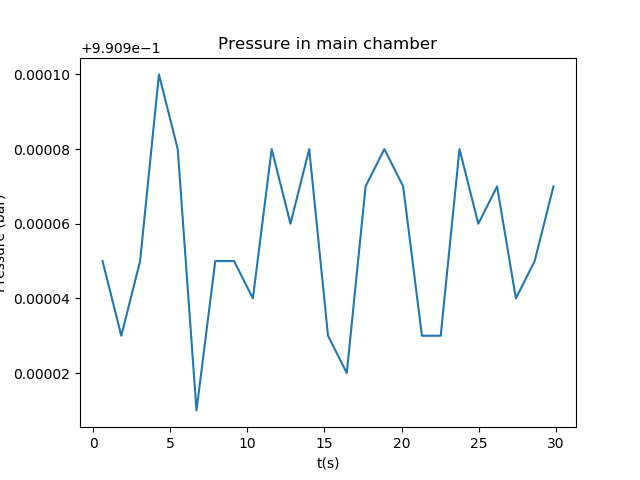 Pressure in main chamber
+9.909e−1
0.00010
0.00008
0.00006
0.00004
0.00002
Pressure (bar)
0 5 10 15 20 25 30
t(s)